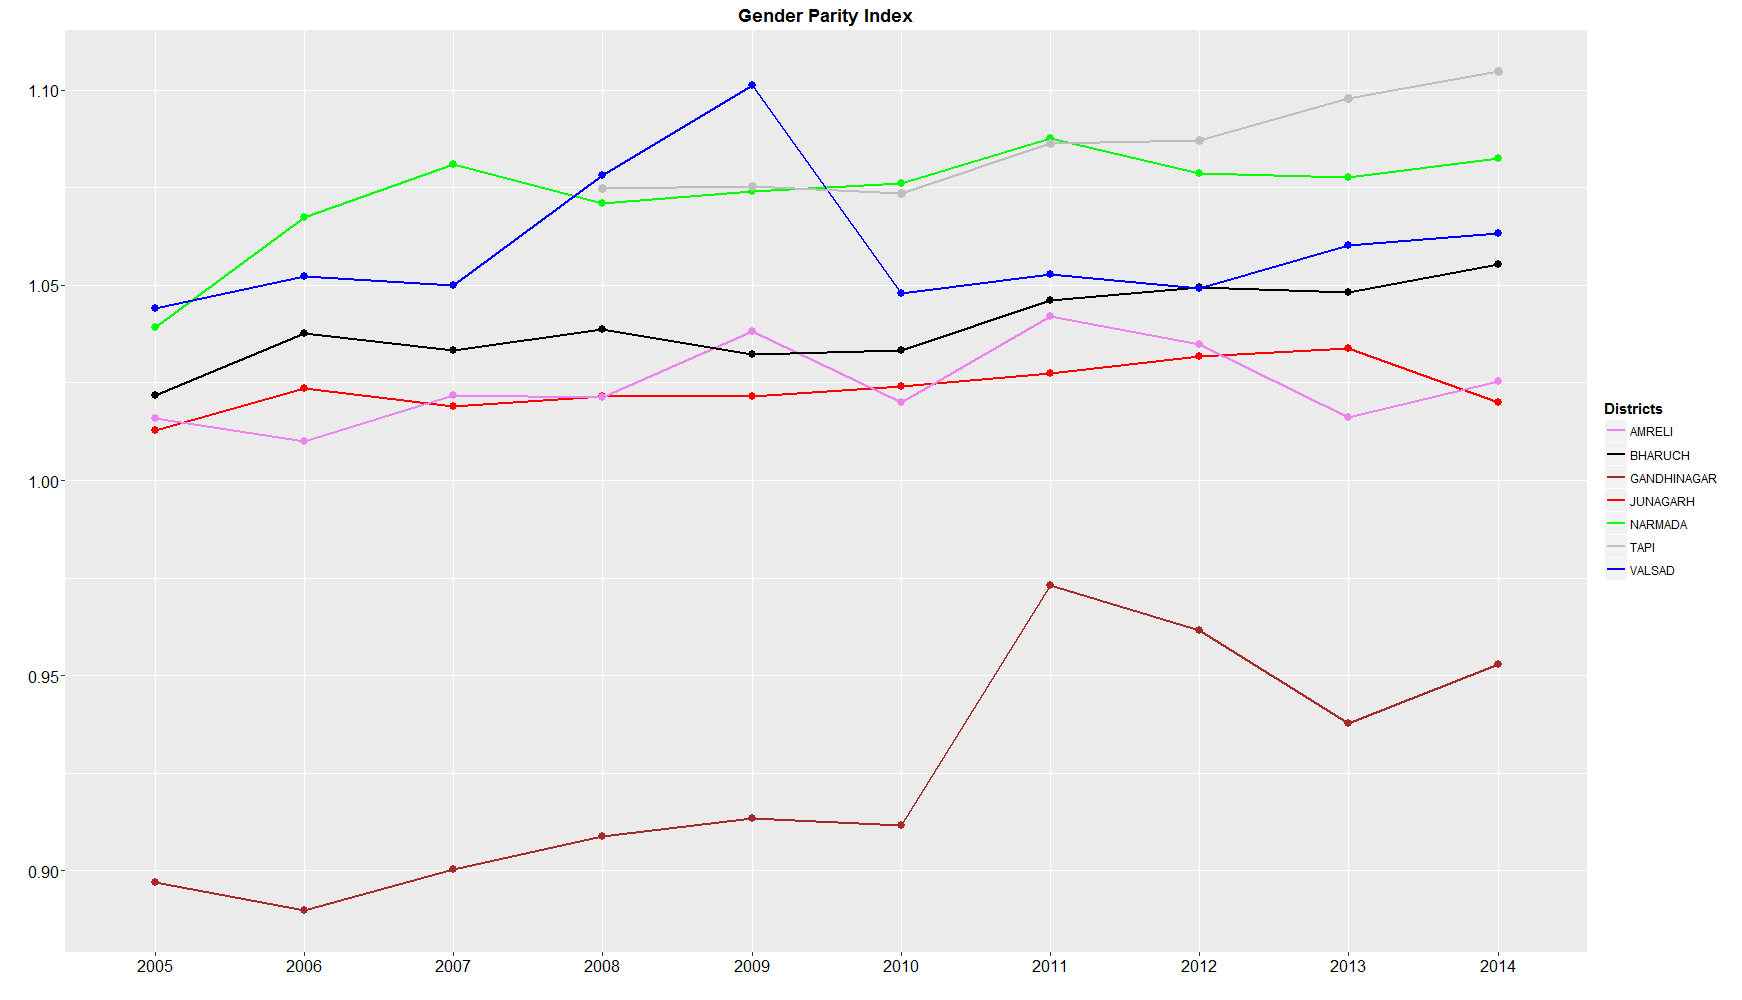 Gender Parity Index
1.10
1.05
1.00
0.95
0.90
2005 2006 2007 2008 2009 2010 2011 2012 2013 2014
Districts
AMRELI
BHARUCH
GANDHINAGAR
JUNAGARH
NARMADA
TAPI
VALSAD